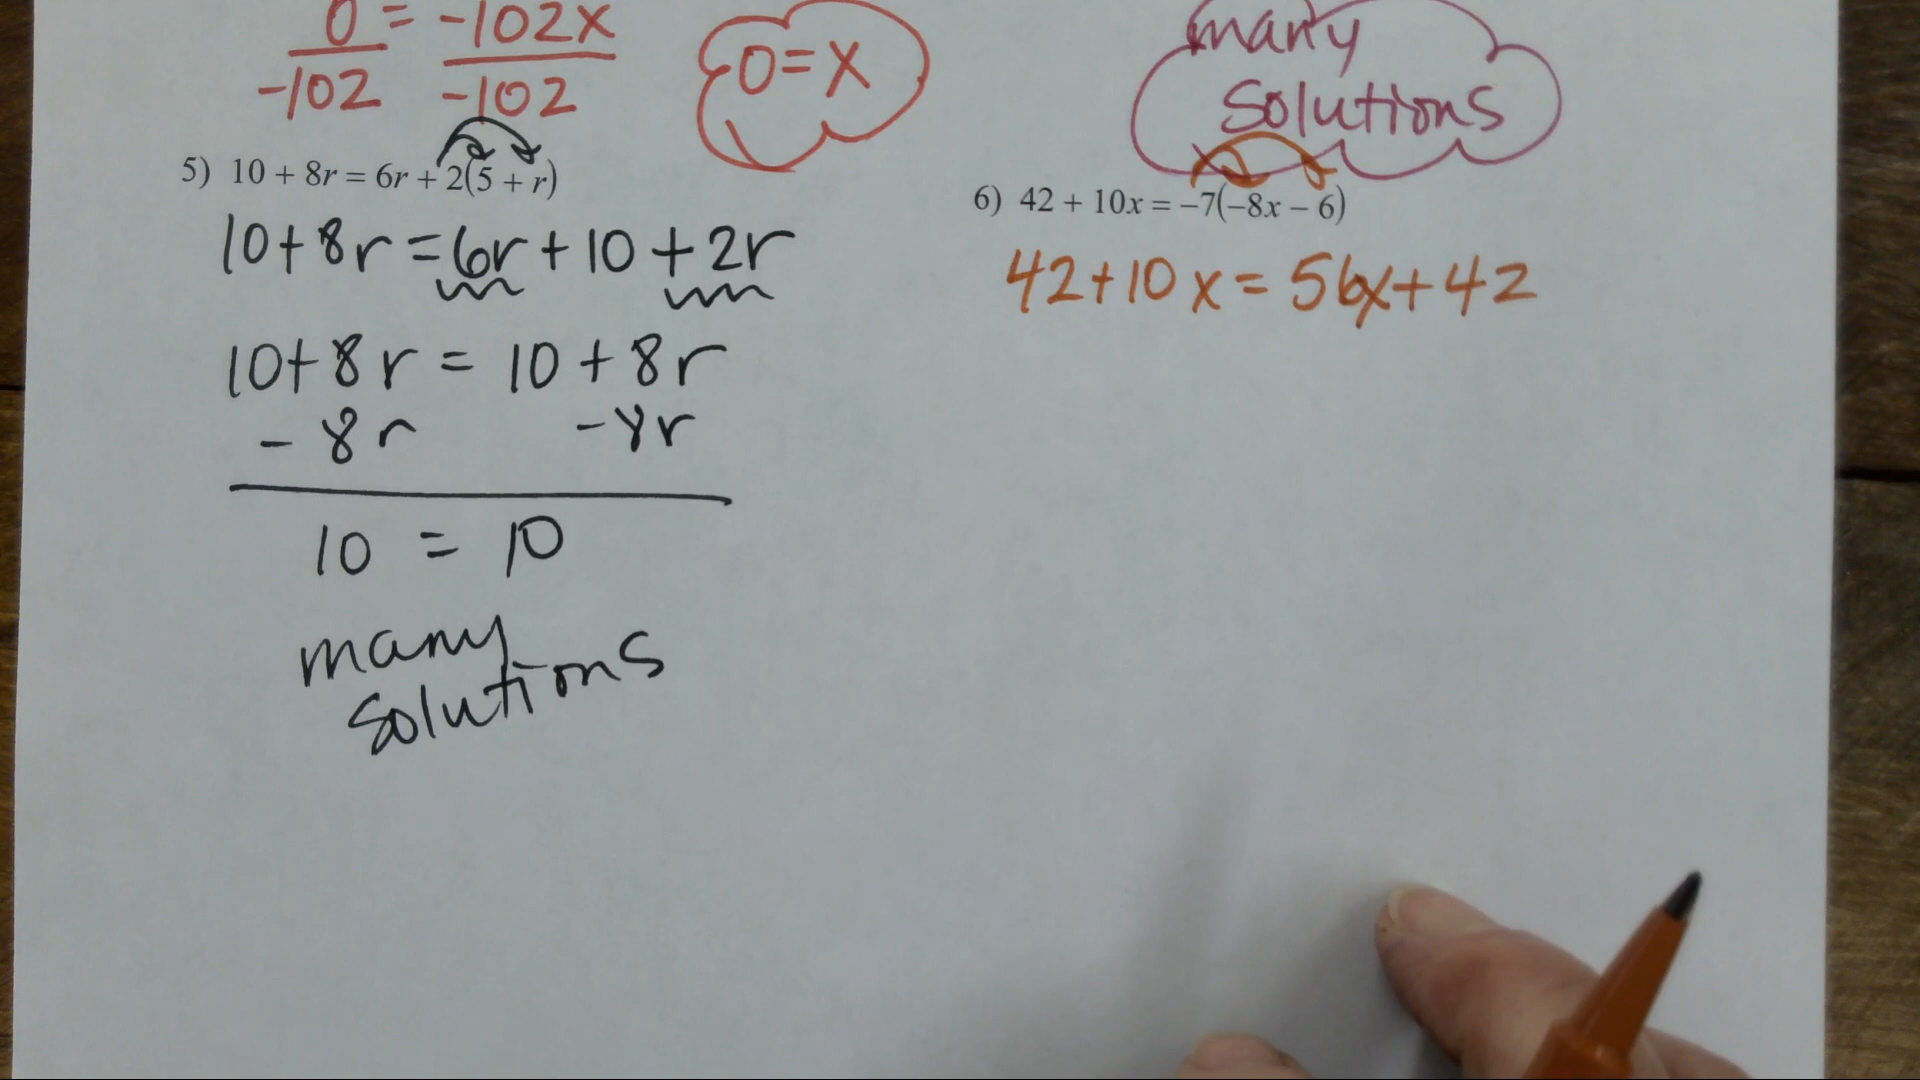 0 = -102x
-102 -102
0=x
many
solutions
5) 10 + 8r = 6r + 2(5 + r)
10+8r=6r+10+2r
10+8r = 10+8r
-8r -8r
10 = 10
many
solutions
6) 42 + 10x = −7(−8x − 6)
42+10x=56x+42